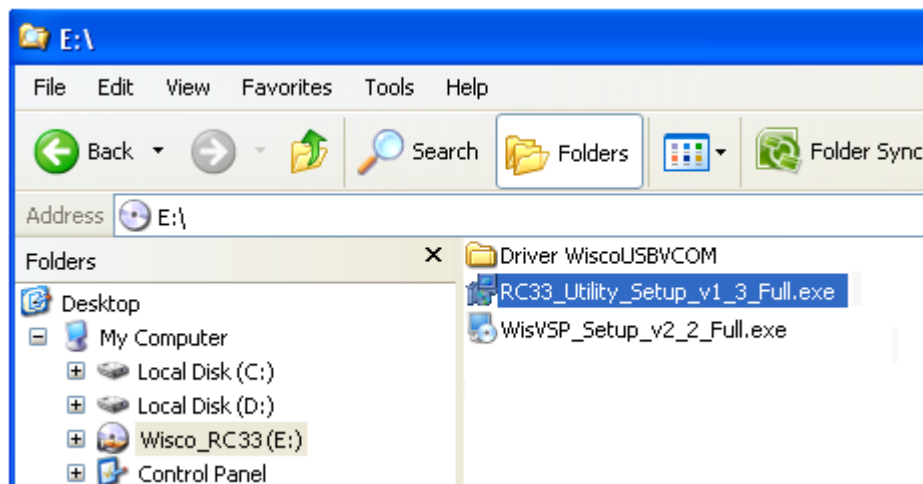 E:\
File Edit View Favorites Tools Help
Back Search Folders Folder Sync
Address E:\
Folders
Desktop
My Computer
Local Disk (C:)
Local Disk (D:)
Wisco_RC33 (E:)
Control Panel
Driver WiscoUSBVCOM
RC33_Utility_Setup_v1_3_Full.exe
WisVSP_Setup_v2_2_Full.exe